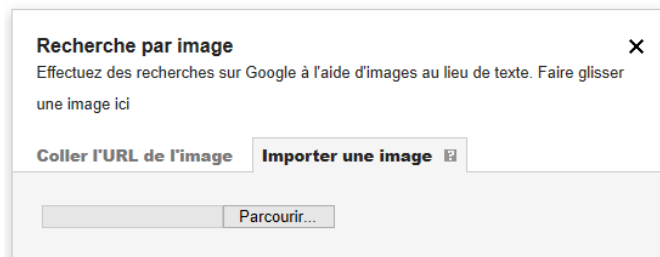 Recherche par image
Effectuez des recherches sur Google à l'aide d'images au lieu de texte. Faire glisser
une image ici
Coller l'URL de l'image Importer une image ?
Parcourir...